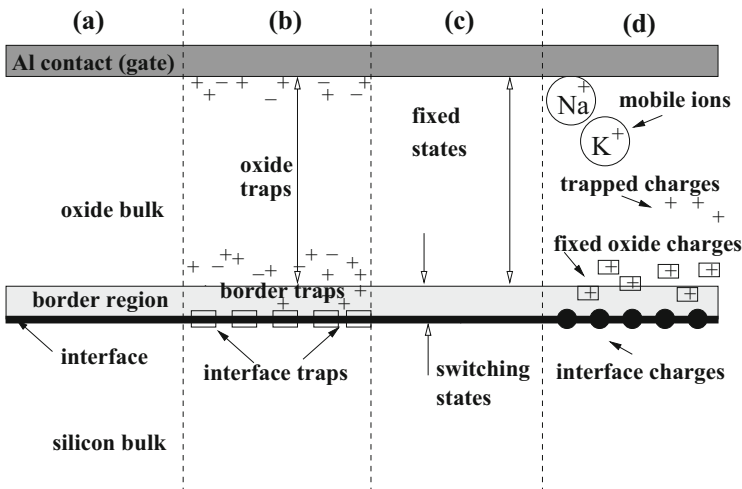 (a)
(b)
(c)
(d)
Al contact (gate)
oxide bulk
border region
interface
silicon bulk
+ + − + − +
+ − + − +
oxide
traps
+ − + +
+ − + − + +
border traps
+ +
interface traps
fixed
states
switching
states
Na+
K+
mobile ions
trapped charges
+ + +
fixed oxide charges
+ + + + + +
interface charges